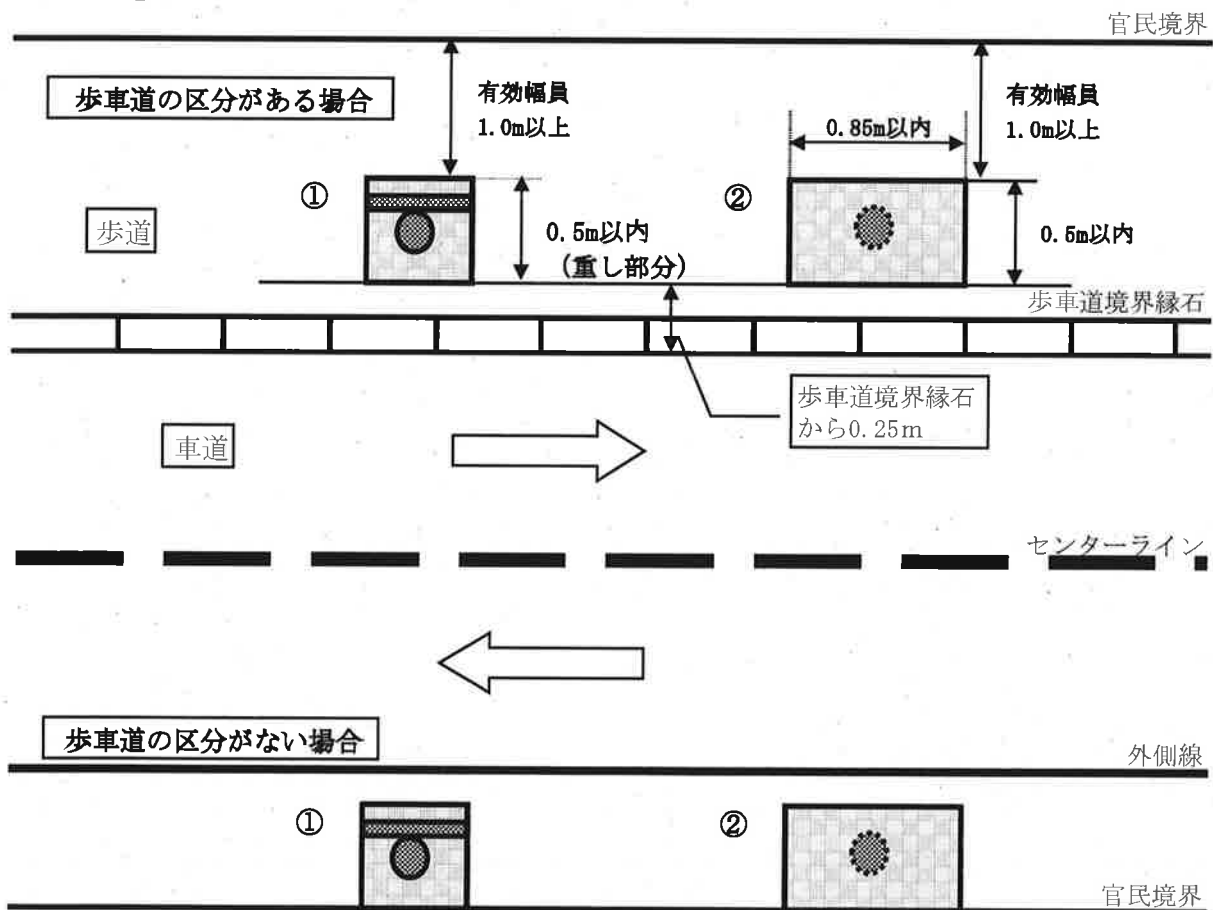 官民境界
歩車道の区分がある場合
有効幅員
1.0m以上
有効幅員
1.0m以上
0.85m以内
①
②
歩道
0.5m以内
(重し部分)
0.5m以内
歩車道境界縁石
歩車道境界縁石
から0.25m
車道
センターライン
歩車道の区分がない場合
外側線
①
②
官民境界